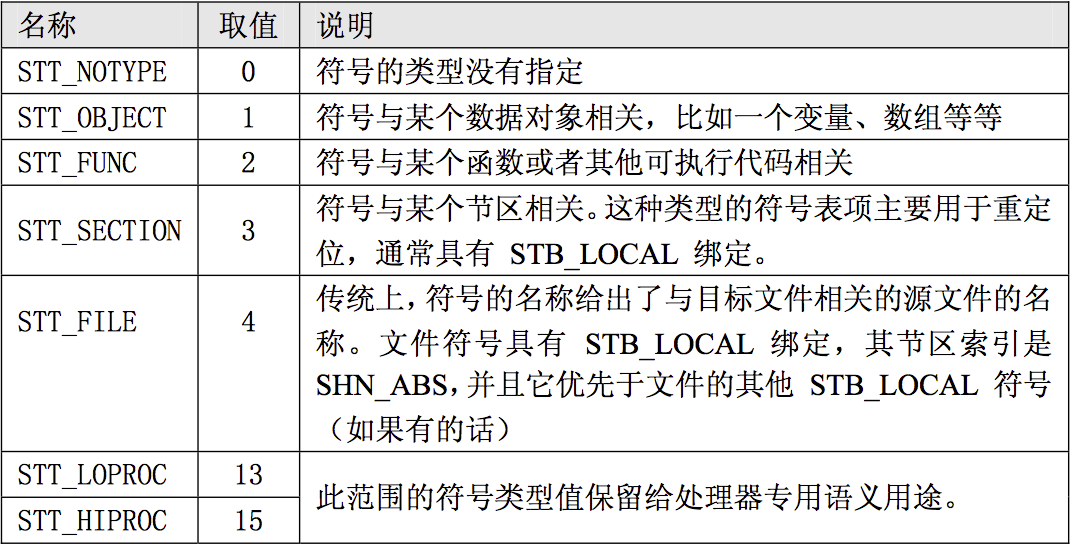 名称 取值 说明
STT_NOTYPE 0 符号的类型没有指定
STT_OBJECT 1 符号与某个数据对象相关，比如一个变量、数组等等
STT_FUNC 2 符号与某个函数或者其他可执行代码相关
STT_SECTION 3 符号与某个节区相关。这种类型的符号表项主要用于重定
位，通常具有 STB_LOCAL 绑定。
STT_FILE 4 传统上，符号的名称给出了与目标文件相关的源文件的名
称。文件符号具有 STB_LOCAL 绑定，其节区索引是
SHN_ABS，并且它优先于文件的其他 STB_LOCAL 符号
（如果有的话）
STT_LOPROC 13 此范围的符号类型值保留给处理器专用语义用途。
STT_HIPROC 15